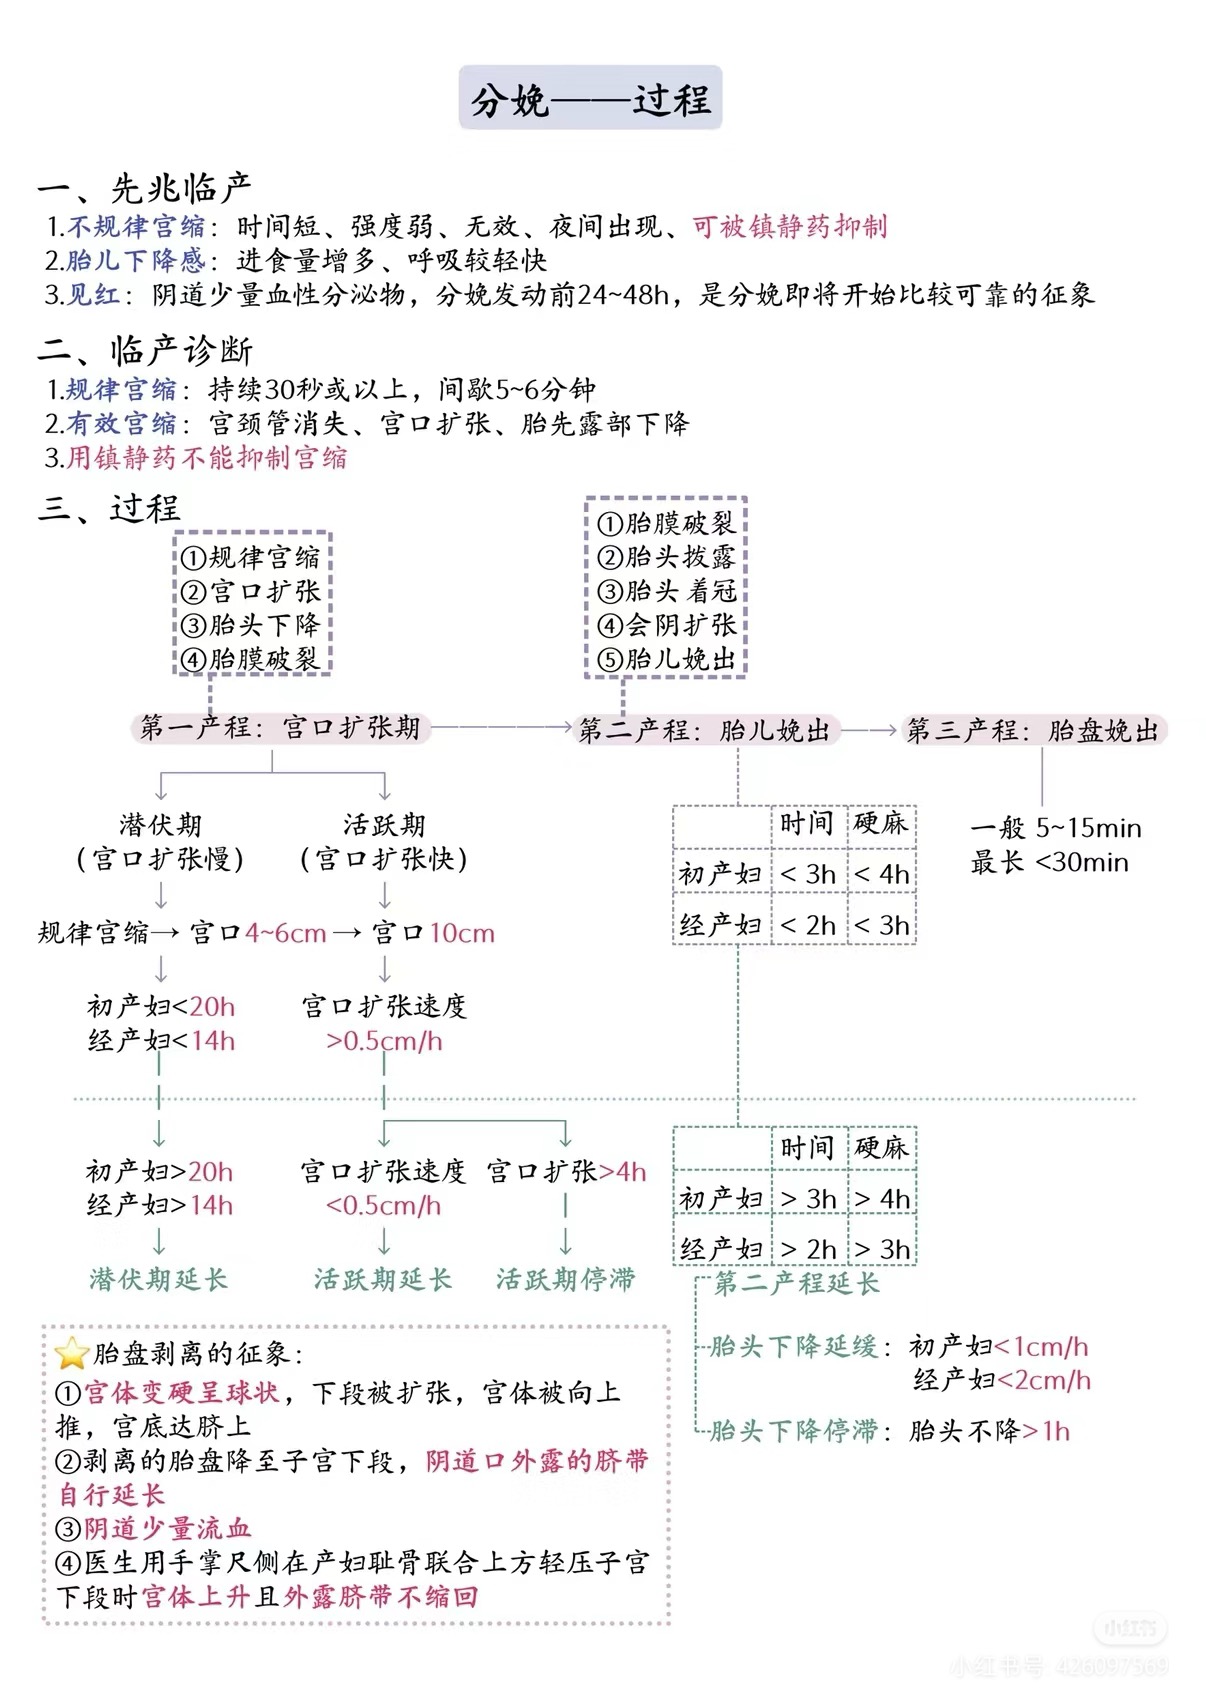 分娩——过程
一、先兆临产
1.不规律宫缩：时间短、强度弱、无效、夜间出现、可被镇静药抑制
2.胎儿下降感：进食量增多、呼吸较轻快
3.见红：阴道少量血性分泌物，分娩发动前24~48h，是分娩即将开始比较可靠的征象
二、临产诊断
1.规律宫缩：持续30秒或以上，间歇5~6分钟
2.有效宫缩：宫颈管消失、宫口扩张、胎先露部下降
3.用镇静药不能抑制宫缩
三、过程
①规律宫缩
②宫口扩张
③胎头下降
④胎膜破裂
①胎膜破裂
②胎头拨露
③胎头着冠
④会阴扩张
⑤胎儿娩出
第一产程：宫口扩张期
第二产程：胎儿娩出
第三产程：胎盘娩出
潜伏期
（宫口扩张慢）
活跃期
（宫口扩张快）
规律宫缩→ 宫口4~6cm → 宫口10cm
初产妇<20h
经产妇<14h
宫口扩张速度
>0.5cm/h
时间 硬麻
初产妇 < 3h < 4h
经产妇 < 2h < 3h
一般 5~15min
最长 <30min
初产妇>20h
经产妇>14h
潜伏期延长
宫口扩张速度
<0.5cm/h
活跃期延长
宫口扩张>4h
活跃期停滞
时间 硬麻
初产妇 > 3h > 4h
经产妇 > 2h > 3h
第二产程延长
胎头下降延缓：初产妇<1cm/h
经产妇<2cm/h
胎头下降停滞：胎头不降>1h
胎盘剥离的征象：
①宫体变硬呈球状，下段被扩张，宫体被向上
推，宫底达脐上
②剥离的胎盘降至子宫下段，阴道口外露的脐带
自行延长
③阴道少量流血
④医生用手掌尺侧在产妇耻骨联合上方轻压子宫
下段时宫体上升且外露脐带不缩回
小红书
小红书号 426097569